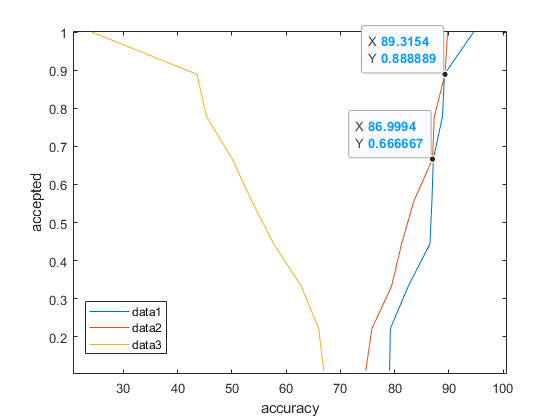 1
0.9
0.8
0.7
0.6
0.5
0.4
0.3
0.2
accepted
X 89.3154
Y 0.888889
X 86.9994
Y 0.666667
data1
data2
data3
30 40 50 60 70 80 90 100
accuracy